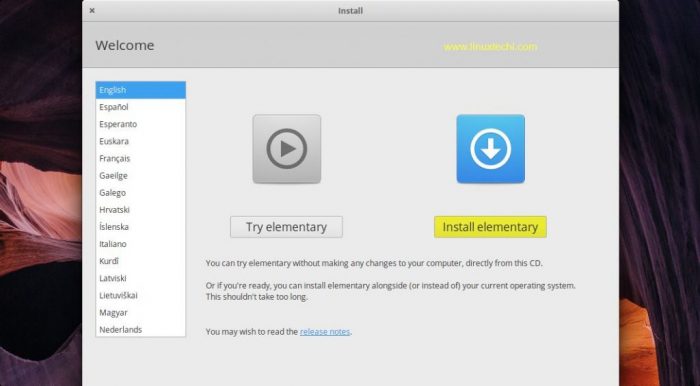 Install
Welcome
www.linuxtechi.com
English
Español
Esperanto
Euskara
Français
Gaeilge
Galego
Hrvatski
Íslenska
Italiano
Kurdî
Latviski
Lietuviškai
Magyar
Nederlands
Try elementary
Install elementary
You can try elementary without making any changes to your computer, directly from this CD.
Or if you're ready, you can install elementary alongside (or instead of) your current operating system.
This shouldn't take too long.
You may wish to read the release notes.